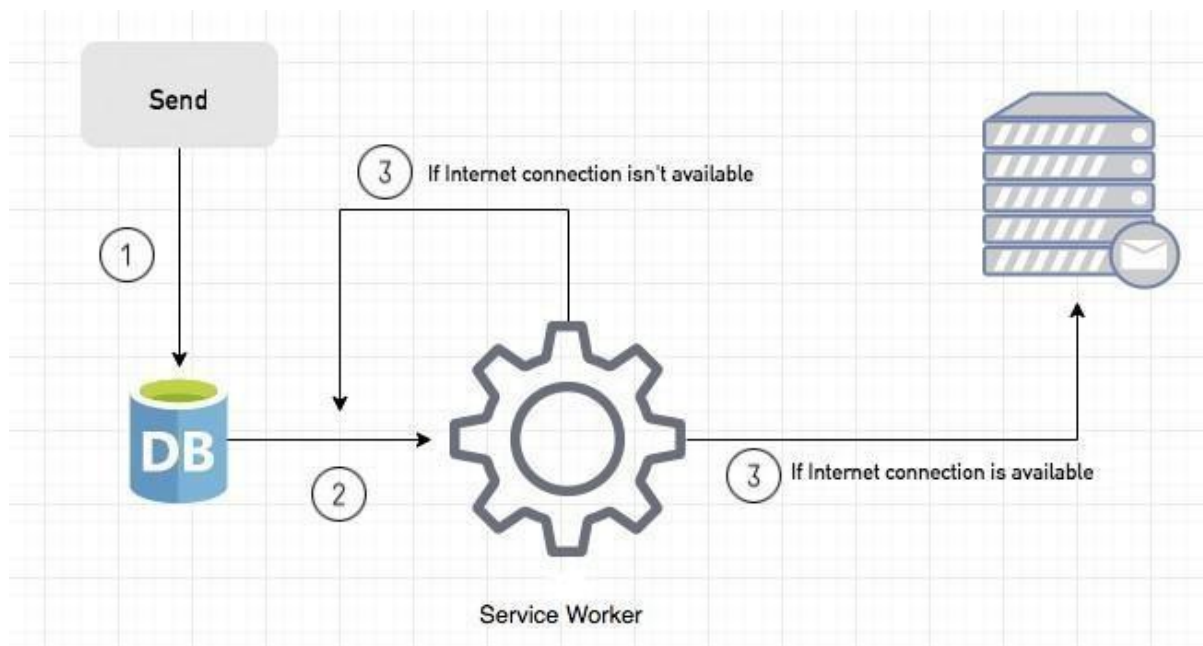 Send
3
If Internet connection isn't available
1
DB
2
3
If Internet connection is available
Service Worker